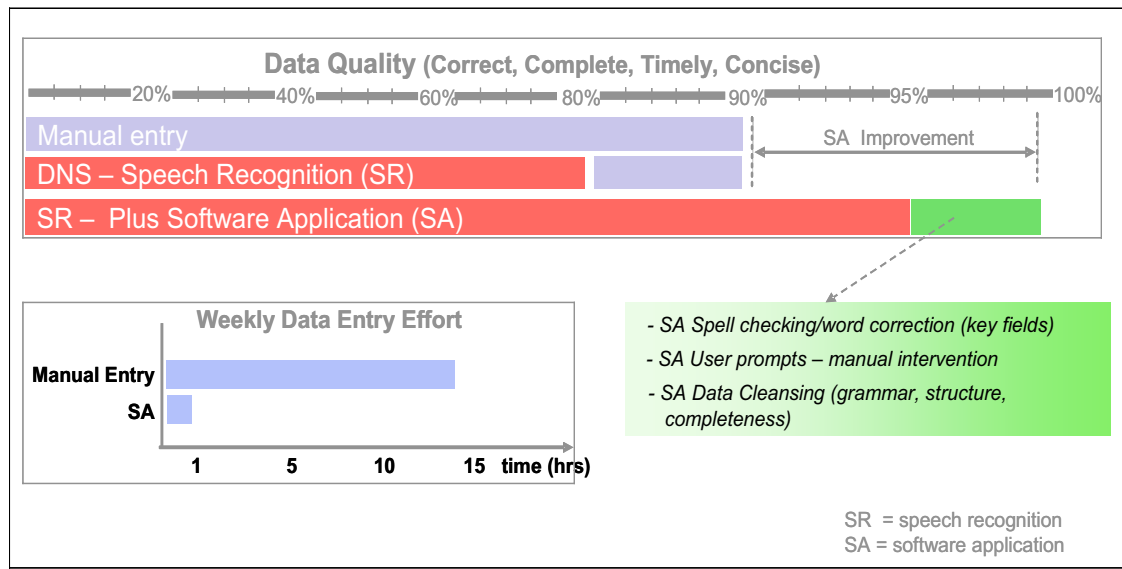 Data Quality (Correct, Complete, Timely, Concise)
20% 40% 60% 80% 90% 95% 100%
Manual entry
SA Improvement
DNS – Speech Recognition (SR)
SR – Plus Software Application (SA)
Weekly Data Entry Effort
Manual Entry
SA
1 5 10 15 time (hrs)
- SA Spell checking/word correction (key fields)
- SA User prompts – manual intervention
- SA Data Cleansing (grammar, structure,
completeness)
SR = speech recognition
SA = software application